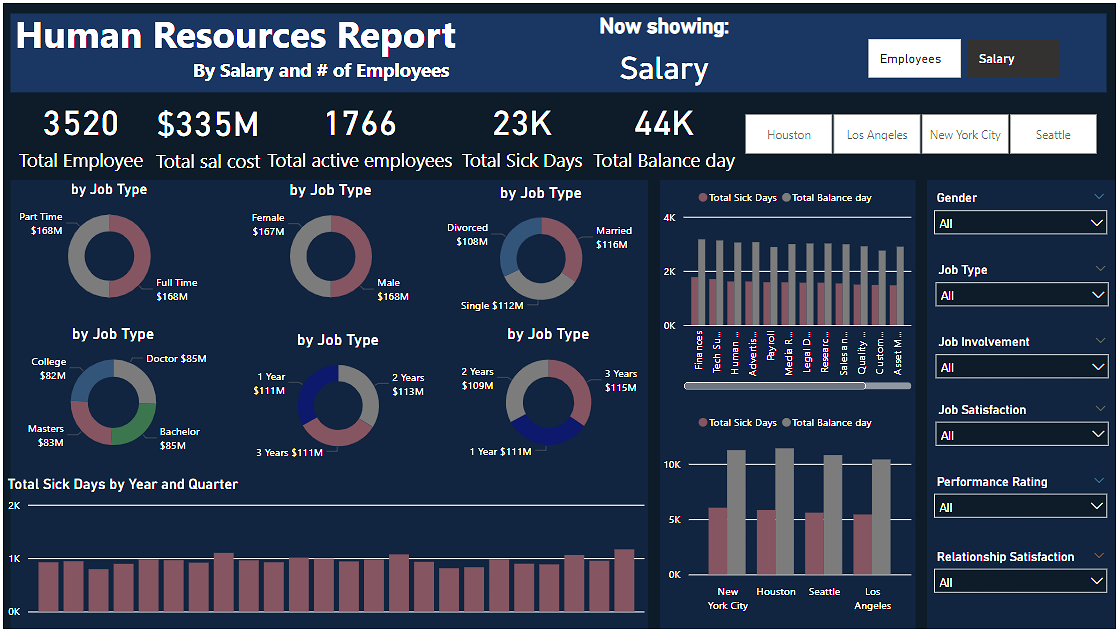 Human Resources Report
By Salary and # of Employees
Now showing:
Salary
Employees
Salary
3520
Total Employee
$335M
Total sal cost
1766
Total active employees
23K
Total Sick Days
44K
Total Balance day
Houston
Los Angeles
New York City
Seattle
by Job Type
Part Time
$168M
Full Time
$168M
by Job Type
Female
$167M
Male
$168M
by Job Type
Divorced
$108M
Married
$116M
Single $112M
by Job Type
College
$82M
Doctor $85M
Masters
$83M
Bachelor
$85M
by Job Type
1 Year
$111M
2 Years
$113M
3 Years $111M
by Job Type
2 Years
$109M
3 Years
$115M
1 Year $111M
Total Sick Days by Year and Quarter
2K
1K
0K
Total Sick Days Total Balance day
4K
2K
0K
Finances
Tech Su...
Human ...
Advertis...
Payroll
Media R...
Legal D...
Researc...
Sales an...
Quality ...
Custom...
Asset M...
Total Sick Days Total Balance day
10K
5K
0K
New
York City
Houston
Seattle
Los
Angeles
Gender
All
Job Type
All
Job Involvement
All
Job Satisfaction
All
Performance Rating
All
Relationship Satisfaction
All